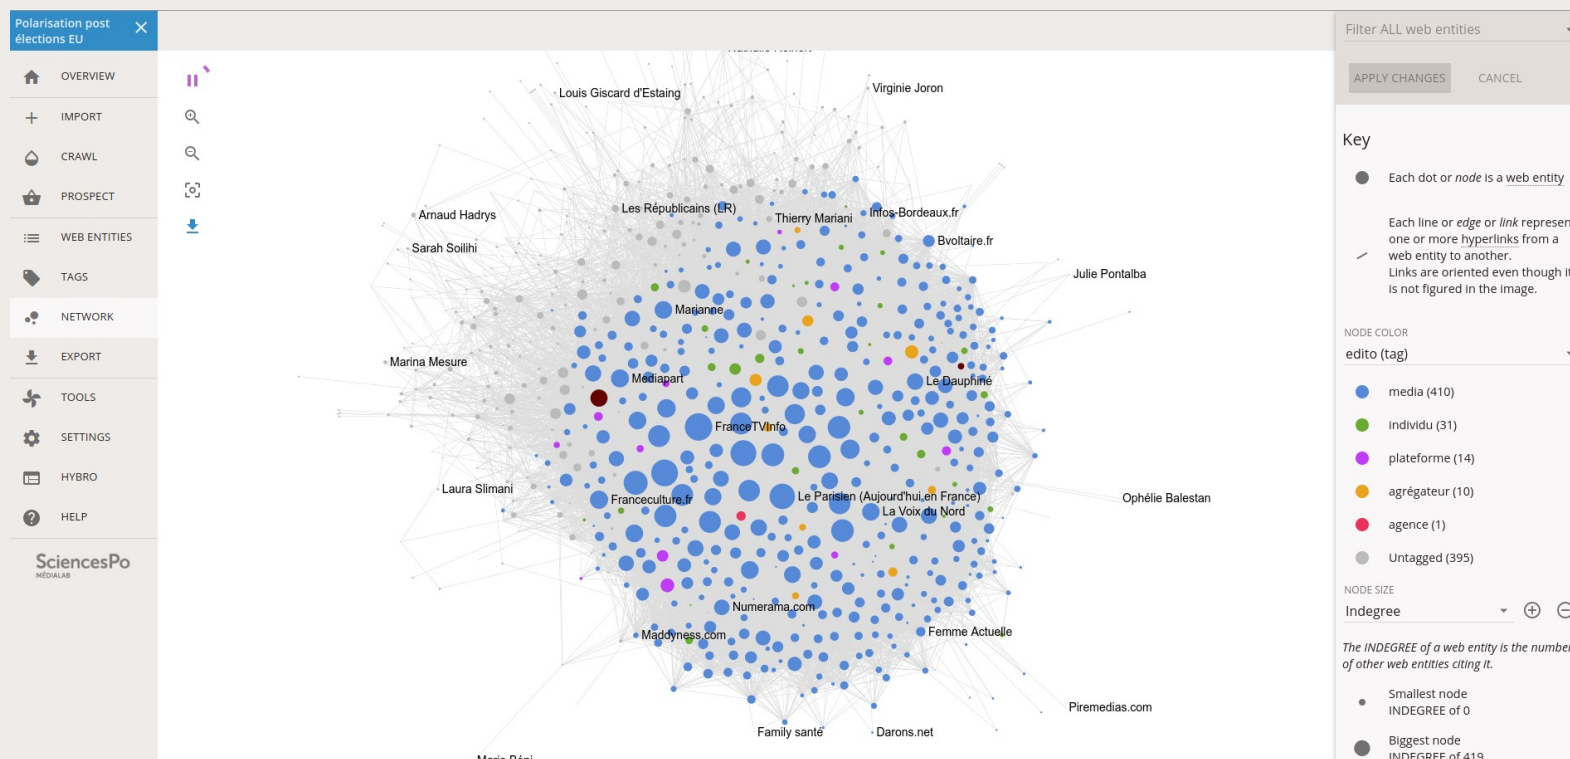 Polarisation post
élections EU
OVERVIEW
IMPORT
CRAWL
PROSPECT
WEB ENTITIES
TAGS
NETWORK
EXPORT
TOOLS
SETTINGS
HYBRO
HELP
SciencesPo
MÉDIALAB
Louis Giscard d'Estaing
Virginie Joron
Les Républicains (LR)
Arnaud Hadrys
Thierry Mariani
Infos-Bordeaux.fr
Sarah Soilihi
Bvoltaire.fr
Julie Pontalba
Marianne
Marina Mesure
Mediapart
Le Dauphiné
FranceTVInfo
Laura Slimani
Franceculture.fr
Le Parisien (Aujourd'hui en France)
Ophélie Balestan
La Voix du Nord
Numerama.com
Maddyness.com
Femme Actuelle
Piremedias.com
Family santé
Darons.net
Filter ALL web entities
APPLY CHANGES
CANCEL
Key
Each dot or node is a web entity
Each line or edge or link represen
one or more hyperlinks from a
web entity to another.
Links are oriented even though it
is not figured in the image.
NODE COLOR
edito (tag)
media (410)
individu (31)
plateforme (14)
agrégateur (10)
agence (1)
Untagged (395)
NODE SIZE
Indegree
The INDEGREE of a web entity is the number
of other web entities citing it.
Smallest node
INDEGREE of 0
Biggest node
INDEGREE of 419